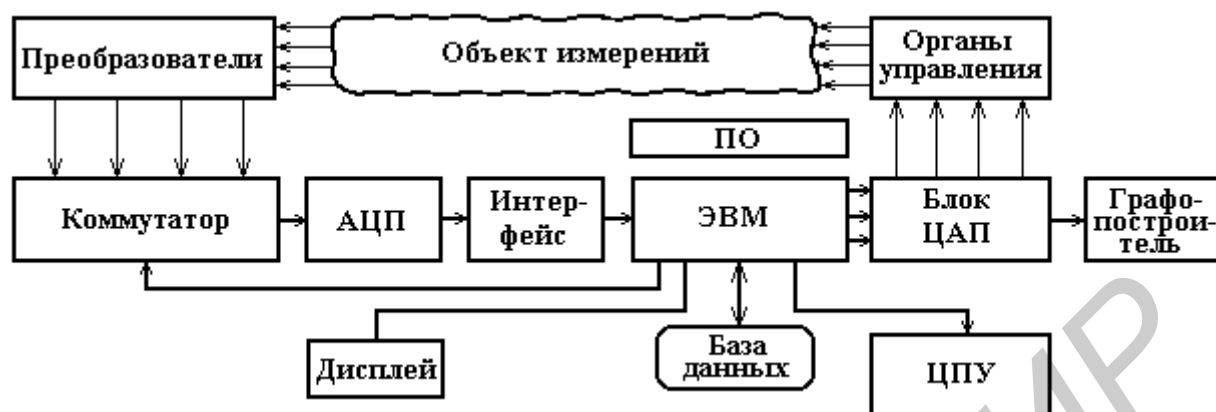 Преобразователи
Объект измерений
Органы
управления
ПО
Коммутатор
АЦП
Интер-
фейс
ЭВМ
Блок
ЦАП
Графо-
построи-
тель
Дисплей
База
данных
ЦПУ